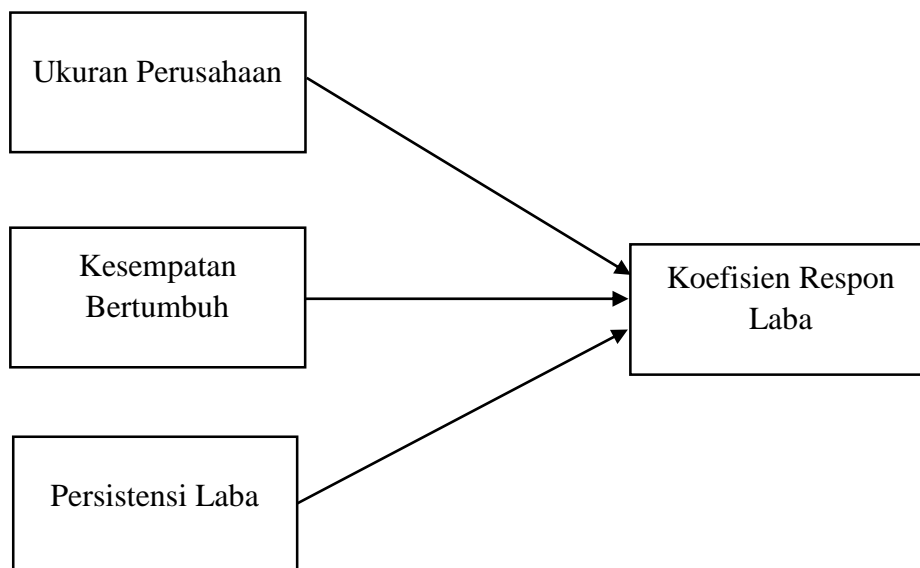 Ukuran Perusahaan
Kesempatan
Bertumbuh
Persistensi Laba
Koefisien Respon
Laba